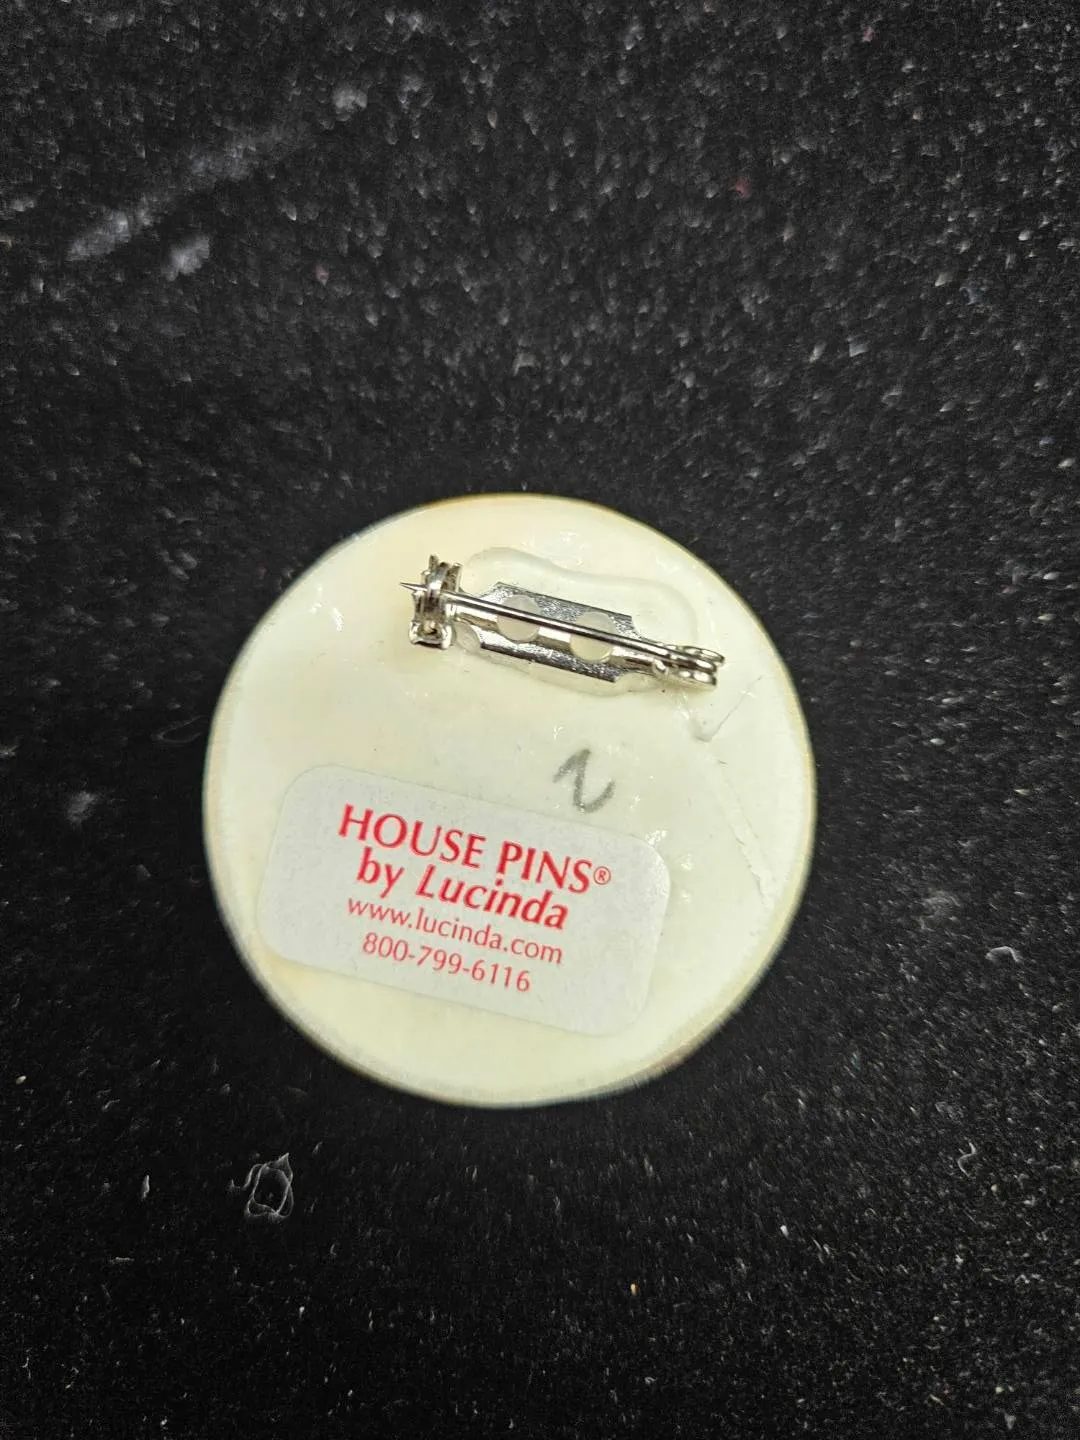 HOUSE PINS®
by Lucinda
www.lucinda.com
800-799-6116